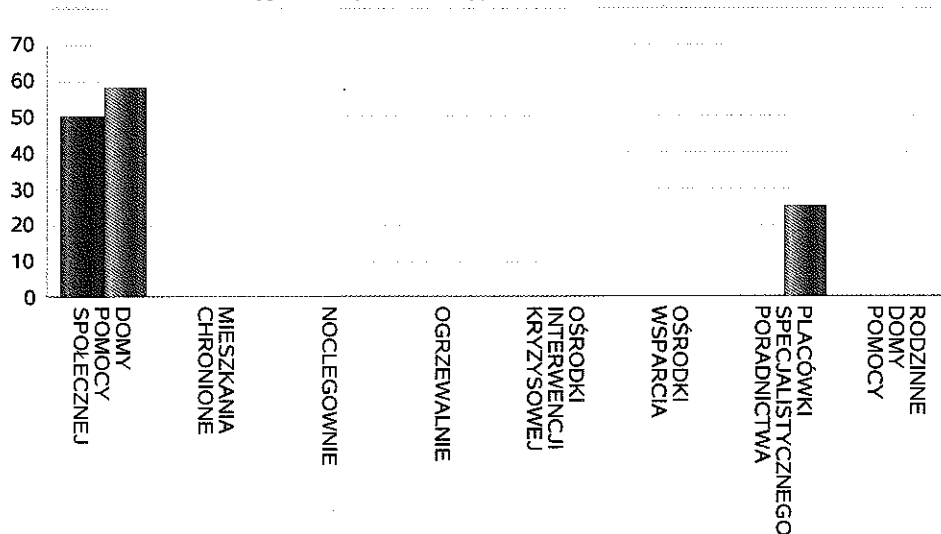 70
60
50
40
30
20
10
0
DOMY
POMOCY
SPOŁECZNEJ
MIESZKANIA
CHRONIONE
NOCLEGOWNIE
OGRZEWALNIE
OŚRODKI
INTERWENCJI
KRYZYSOWEJ
OŚRODKI
WSPARCIA
PLACÓWKI
SPECJALISTYCZNEGO
PORADNICTWA
RODZINNE
DOMY
POMOCY